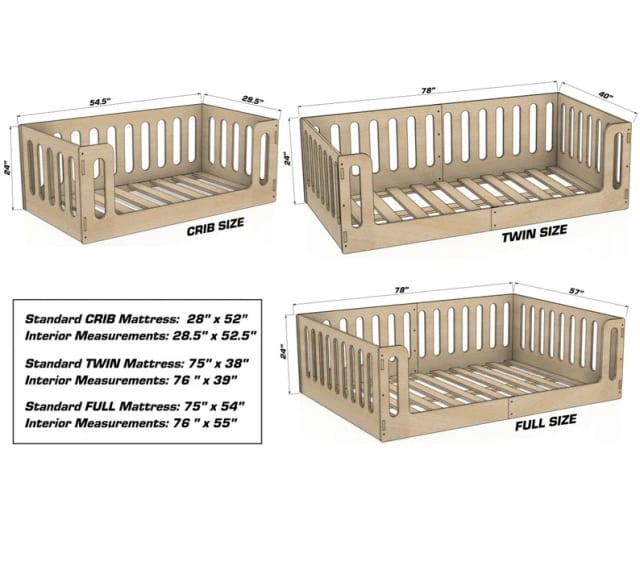 54.5"
29.5"
24"
CRIB SIZE
78"
40"
24"
TWIN SIZE
Standard CRIB Mattress: 28" x 52"
Interior Measurements: 28.5" x 52.5"
Standard TWIN Mattress: 75" x 38"
Interior Measurements: 76 " x 39"
Standard FULL Mattress: 75" x 54"
Interior Measurements: 76 " x 55"
78"
57"
24"
FULL SIZE